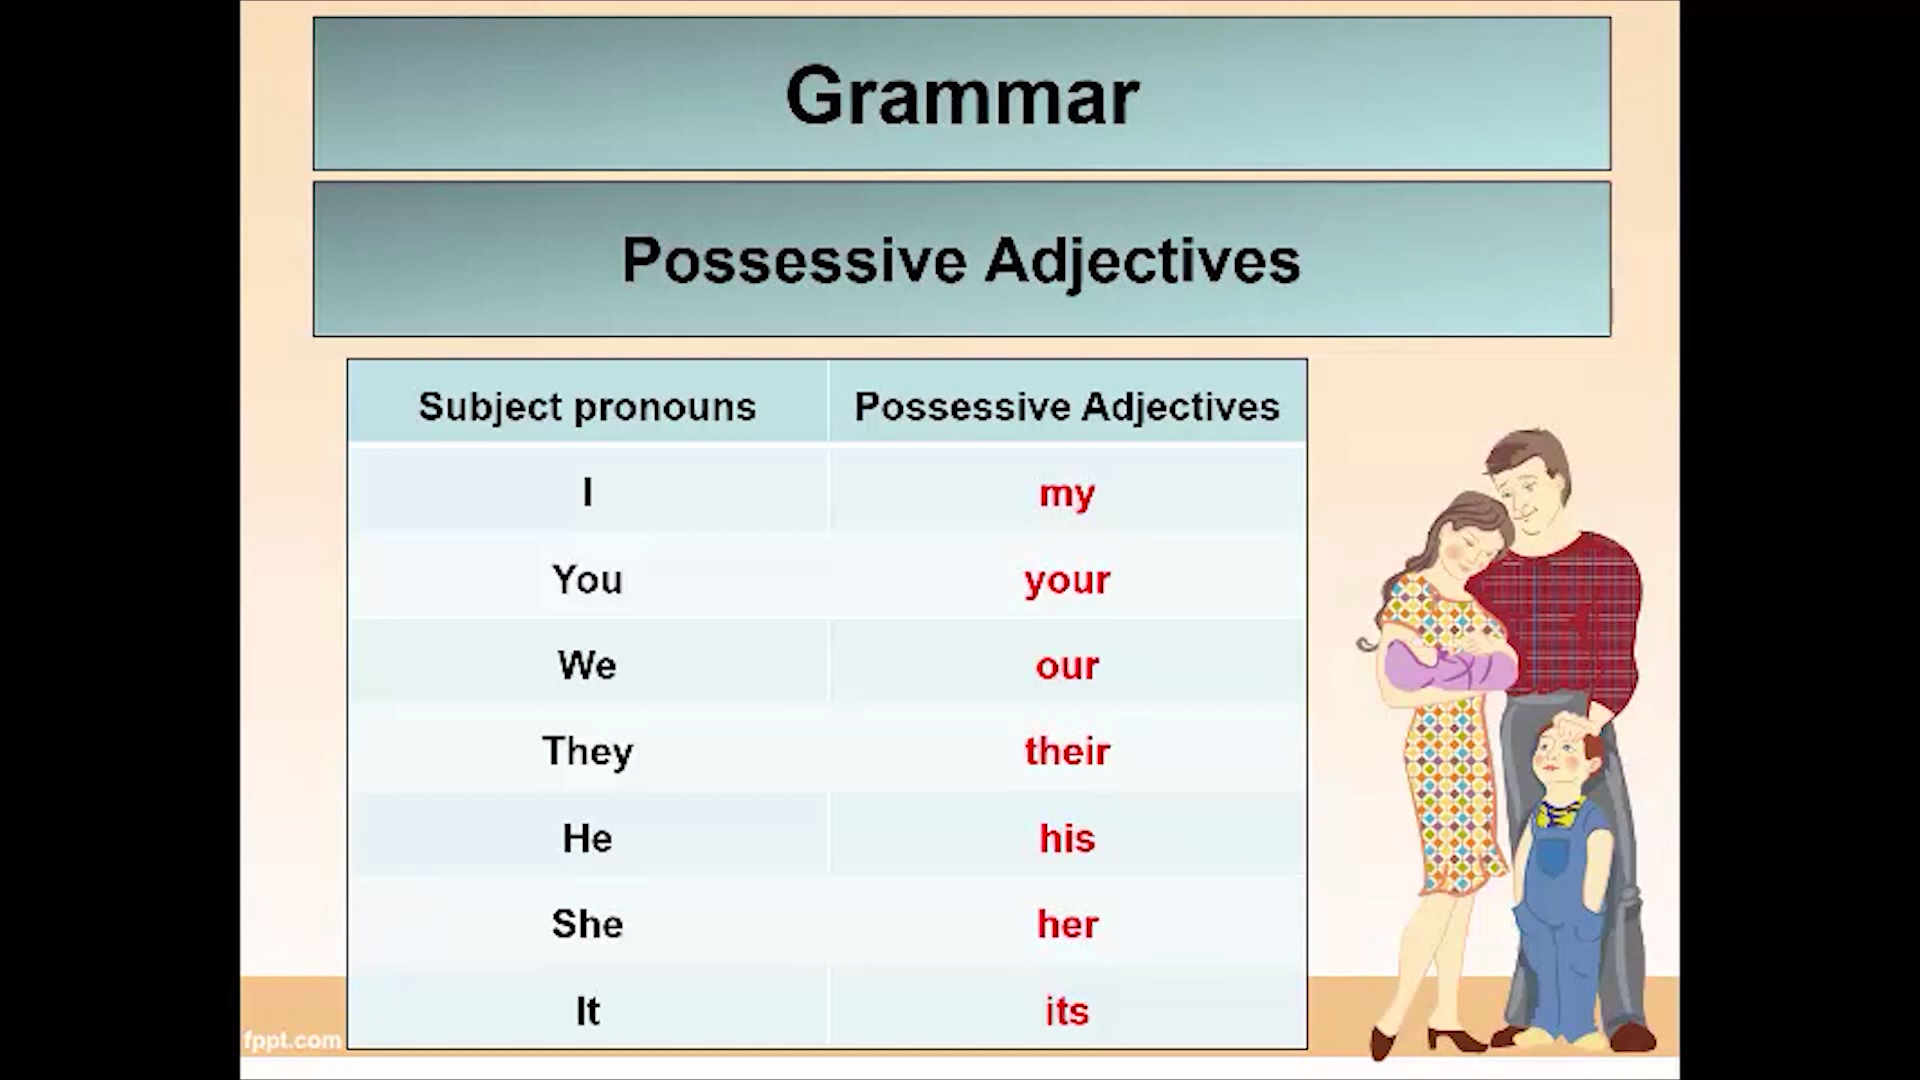 Grammar
Possessive Adjectives
Subject pronouns Possessive Adjectives
I my
You your
We our
They their
He his
She her
It its
fppt.com